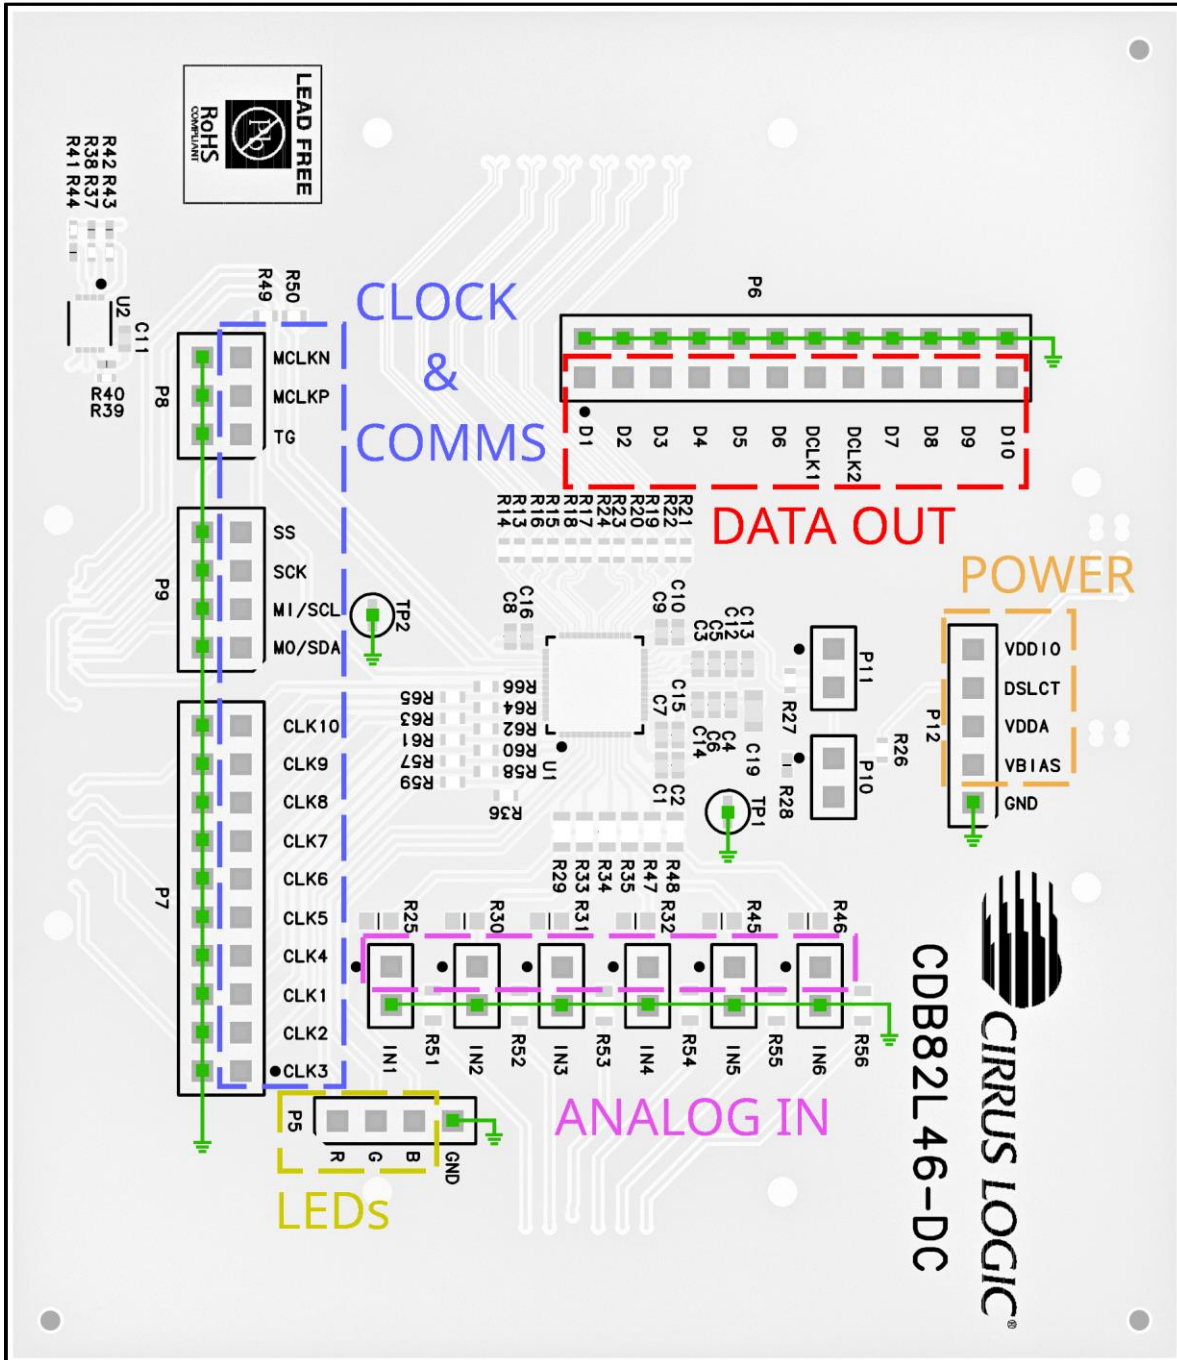 LEAD FREE
Pb
RoHS
COMPLIANT
R42 R43
R38 R37
R41 R44
U2
C11
R40
R39
R49
R50
CLOCK
&
COMMS
P8
MCLKN
MCLKP
TG
P9
SS
SCK
MI/SCL
MO/SDA
P7
CLK10
CLK9
CLK8
CLK7
CLK6
CLK5
CLK4
CLK1
CLK2
CLK3
P6
D1
D2
D3
D4
D5
D6
DCLK1
DCLK2
D7
D8
D9
D10
DATA OUT
R14
R13
R16
R15
R18
R17
R24
R23
R20
R19
R22
R21
POWER
P12
VDDIO
DSLCT
VDDA
VBIAS
GND
TP2
C8
C16
C9
C10
C3
C5
C12
C13
P11
R27
P10
R28
R26
R65
R63
R61
R57
R59
R66
R64
R62
R60
R58
R36
U1
C7
C15
C14
C6
C4
C19
C1
C2
TP1
R29
R33
R34
R35
R47
R48
R25
R30
R31
R32
R45
R46
R51
R52
R53
R54
R55
R56
IN1
IN2
IN3
IN4
IN5
IN6
ANALOG IN
P5
R
G
B
GND
LEDs
CDB82L46-DC
CIRRUS LOGIC®